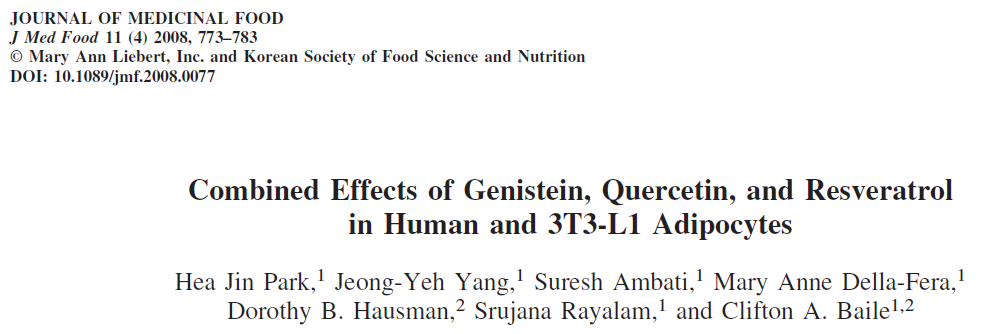 JOURNAL OF MEDICINAL FOOD
J Med Food 11 (4) 2008, 773–783
© Mary Ann Liebert, Inc. and Korean Society of Food Science and Nutrition
DOI: 10.1089/jmf.2008.0077
Combined Effects of Genistein, Quercetin, and Resveratrol
in Human and 3T3-L1 Adipocytes
Hea Jin Park,¹ Jeong-Yeh Yang,¹ Suresh Ambati,¹ Mary Anne Della-Fera,¹
Dorothy B. Hausman,² Srujana Rayalam,¹ and Clifton A. Baile¹,²